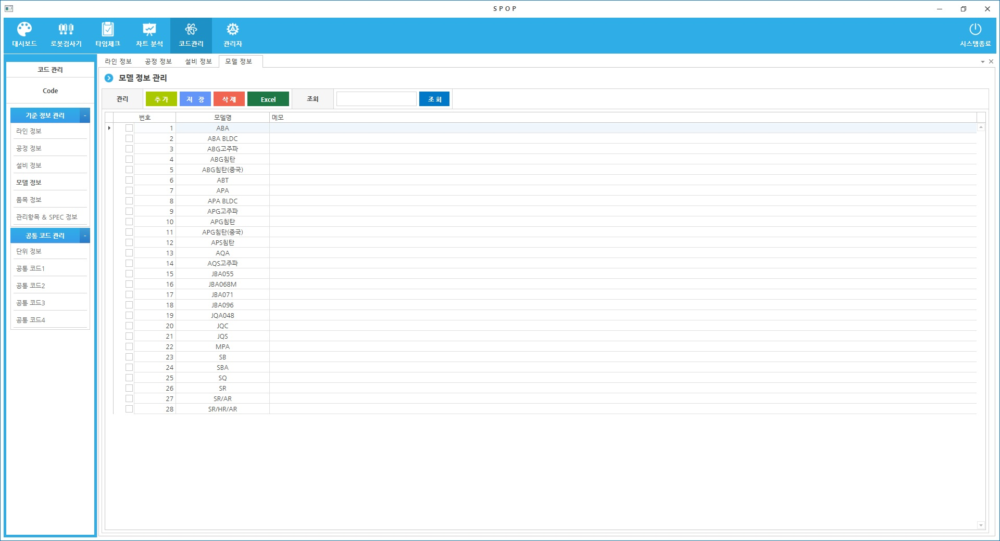 SPOP
대시보드 로봇검사기 타임체크 차트 분석 코드관리 관리자 시스템종료
코드 관리
Code
기준 정보 관리 -
라인 정보
공정 정보
설비 정보
모델 정보
품목 정보
관리항목 & SPEC 정보
공통 코드 관리 -
단위 정보
공통 코드1
공통 코드2
공통 코드3
공통 코드4
라인 정보 공정 정보 설비 정보 모델 정보
모델 정보 관리
관리 추 가 저 장 삭 제 Excel 조회 조 회
번호 모델명 메모
1 ABA
2 ABA BLDC
3 ABG고주파
4 ABG침탄
5 ABG침탄(중국)
6 ABT
7 APA
8 APA BLDC
9 APG고주파
10 APG침탄
11 APG침탄(중국)
12 APS침탄
13 AQA
14 AQS고주파
15 JBA055
16 JBA068M
17 JBA071
18 JBA096
19 JQA048
20 JQC
21 JQS
22 MPA
23 SB
24 SBA
25 SQ
26 SR
27 SR/AR
28 SR/HR/AR